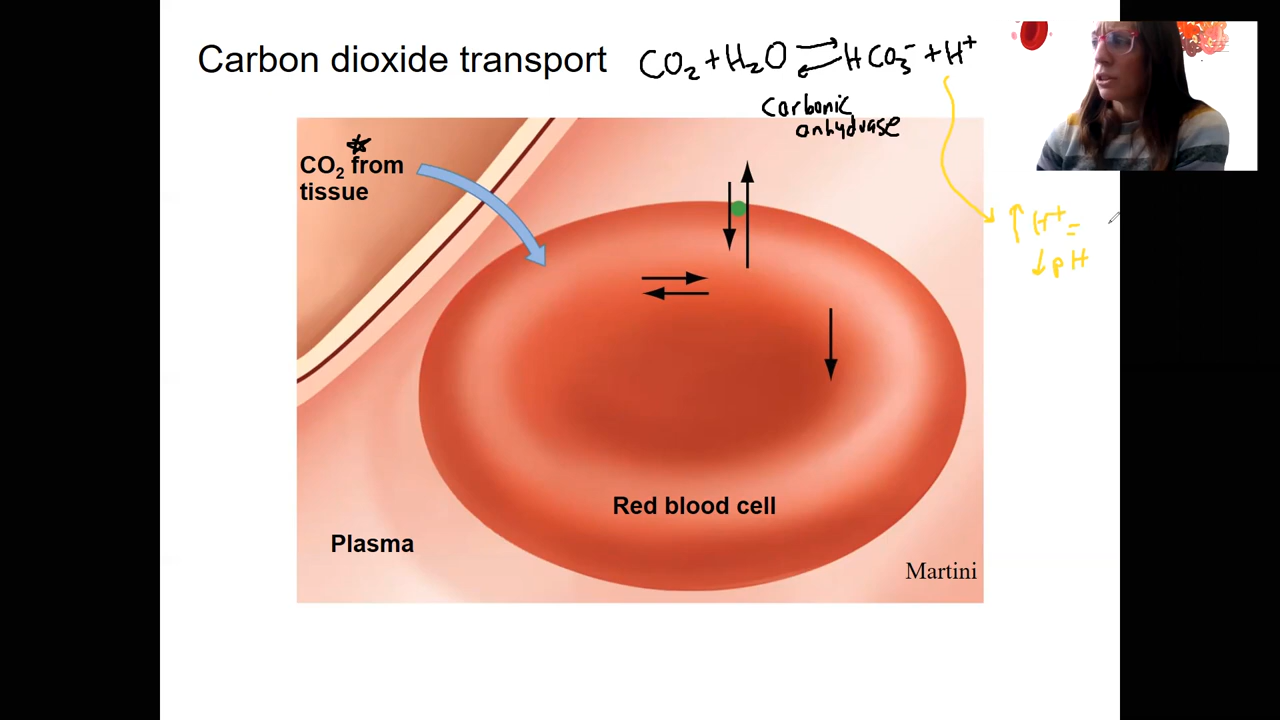 Carbon dioxide transport
CO₂ + H₂O ⇌ HCO₃⁻ + H⁺
carbonic
anhydrase
CO₂ from
tissue
↑ H⁺ =
↓ pH
Red blood cell
Plasma
Martini